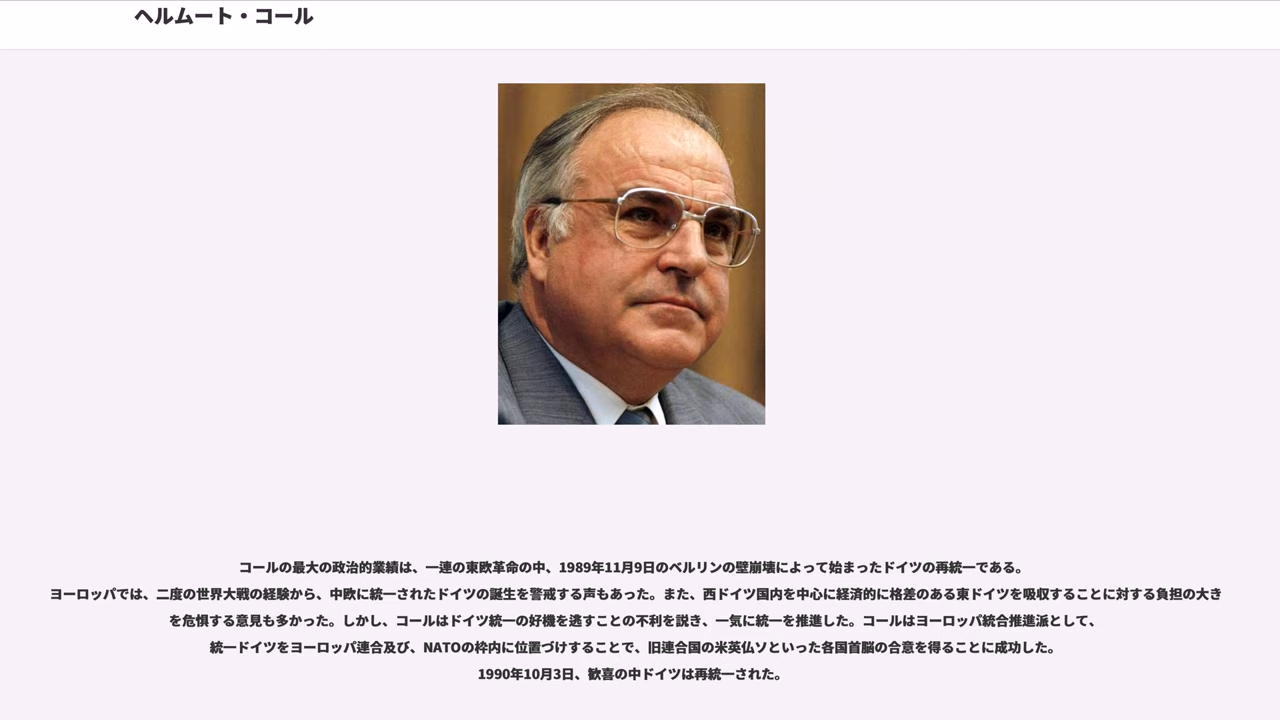 ヘルムート・コール
コールの最大の政治的業績は、一連の東欧革命の中、1989年11月9日のベルリンの壁崩壊によって始まったドイツの再統一である。
ヨーロッパでは、二度の世界大戦の経験から、中欧に統一されたドイツの誕生を警戒する声もあった。また、西ドイツ国内を中心に経済的に格差のある東ドイツを吸収することに対する負担の大き
を危惧する意見も多かった。しかし、コールはドイツ統一の好機を逃すことの不利を説き、一気に統一を推進した。コールはヨーロッパ統合推進派として、
統一ドイツをヨーロッパ連合及び、NATOの枠内に位置づけすることで、旧連合国の米英仏ソといった各国首脳の合意を得ることに成功した。
1990年10月3日、歓喜の中ドイツは再統一された。